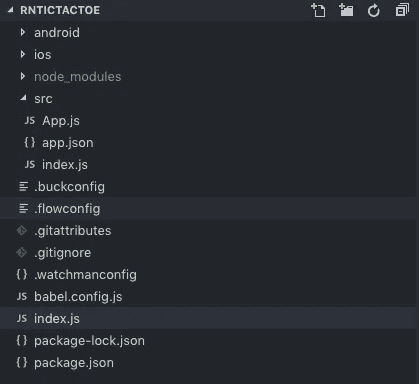 RNTICTACTOE
android
ios
node_modules
src
JS App.js
{ } app.json
JS index.js
.buckconfig
.flowconfig
.gitattributes
.gitignore
{ } .watchmanconfig
JS babel.config.js
JS index.js
{ } package-lock.json
{ } package.json